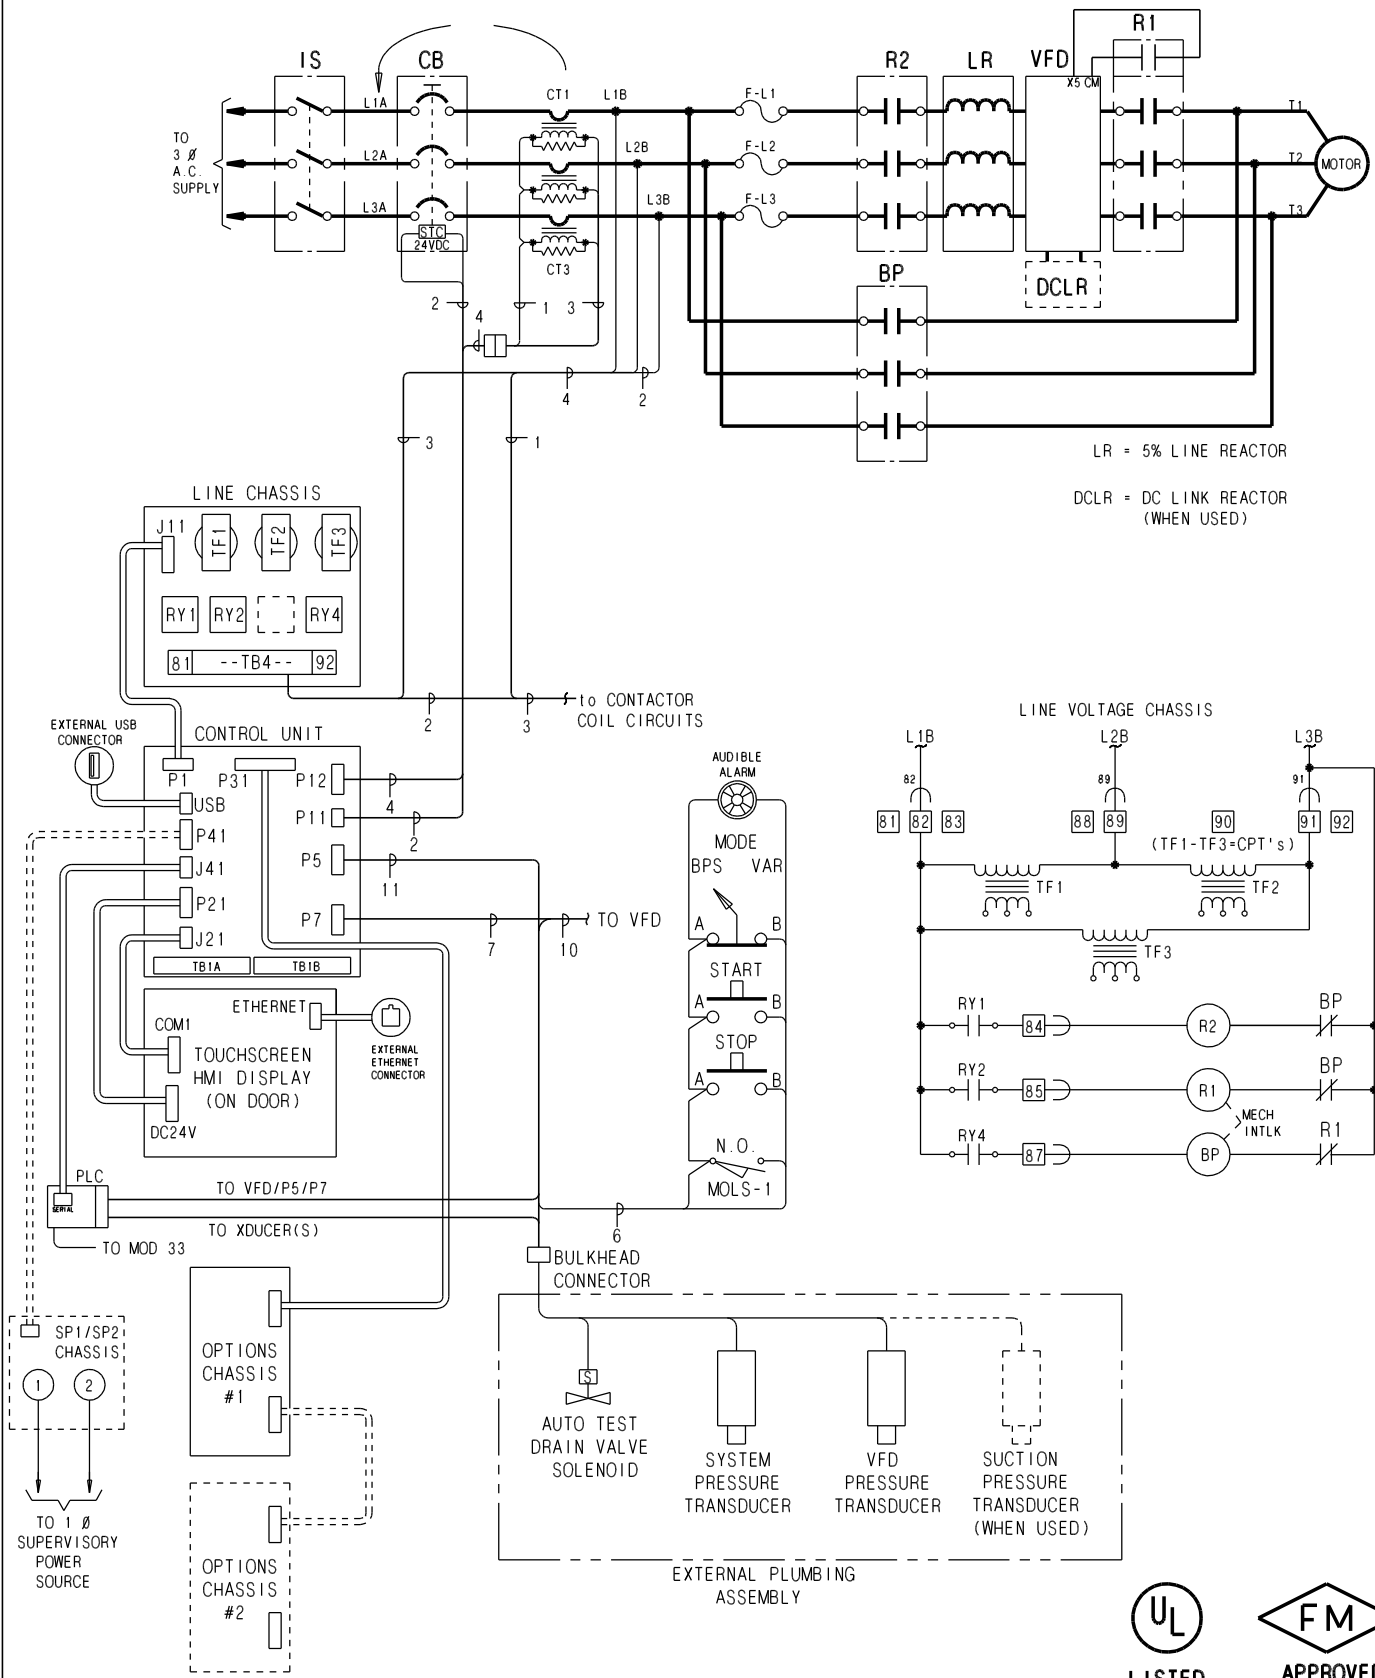 R1
IS
CB
R2
LR
VFD
X5 CM
CT1
L1B
F-L1
L1A
T1
TO
3 Ø
A.C.
SUPPLY
L2A
L2B
F-L2
T2
MOTOR
L3A
L3B
F-L3
T3
STC
24VDC
CT3
BP
DCLR
2
1
3
4
4
2
3
1
LR = 5% LINE REACTOR
DCLR = DC LINK REACTOR
(WHEN USED)
LINE CHASSIS
J11
TF1
TF2
TF3
RY1
RY2
RY4
81
--TB4--
92
2
3
to CONTACTOR
COIL CIRCUITS
EXTERNAL USB
CONNECTOR
CONTROL UNIT
P1
P31
P12
4
USB
P11
2
P41
P5
11
J41
P21
P7
7
10
TO VFD
J21
TB1A
TB1B
ETHERNET
COM1
EXTERNAL
ETHERNET
CONNECTOR
TOUCHSCREEN
HMI DISPLAY
(ON DOOR)
DC24V
PLC
SERIAL
TO VFD/P5/P7
TO XDUCER(S)
TO MOD 33
AUDIBLE
ALARM
MODE
BPS
VAR
A
B
START
A
B
STOP
A
B
N.O.
MOLS-1
6
BULKHEAD
CONNECTOR
LINE VOLTAGE CHASSIS
L1B
L2B
L3B
82
89
91
81
82
83
88
89
90
91
92
(TF1-TF3=CPT's)
TF1
TF2
TF3
RY1
84
R2
BP
RY2
85
R1
BP
MECH
INTLK
RY4
87
BP
R1
SP1/SP2
CHASSIS
1
2
TO 1 Ø
SUPERVISORY
POWER
SOURCE
OPTIONS
CHASSIS
#1
OPTIONS
CHASSIS
#2
S
AUTO TEST
DRAIN VALVE
SOLENOID
SYSTEM
PRESSURE
TRANSDUCER
VFD
PRESSURE
TRANSDUCER
SUCTION
PRESSURE
TRANSDUCER
(WHEN USED)
EXTERNAL PLUMBING
ASSEMBLY
UL
LISTED
FM
APPROVED